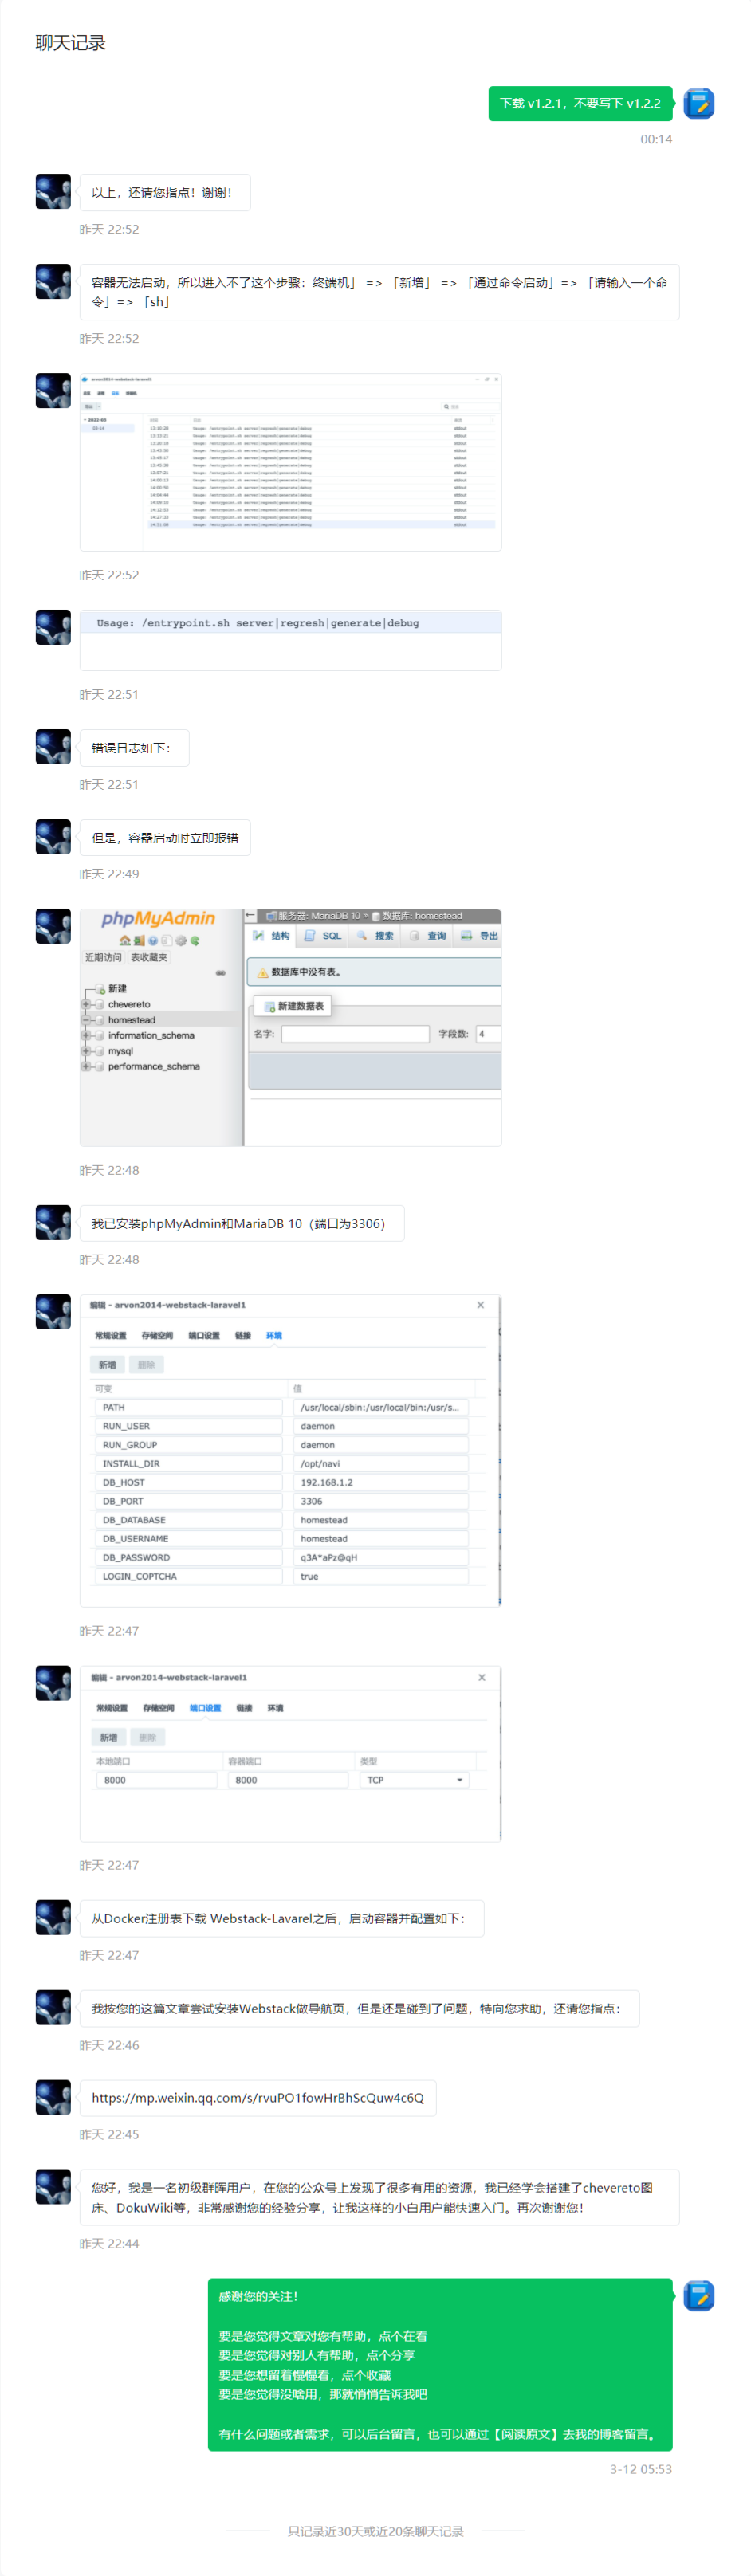 聊天记录
下载 v1.2.1，不要写下 v1.2.2
00:14
以上，还请您指点！谢谢！
昨天 22:52
容器无法启动，所以进入不了这个步骤：终端机」 => 「新增」 => 「通过命令启动」=> 「请输入一个命
令」=> 「sh」
昨天 22:52
arvon2014-webstack-laravel1
昨天 22:52
Usage: /entrypoint.sh server|regresh|generate|debug
昨天 22:51
错误日志如下：
昨天 22:51
但是，容器启动时立即报错
昨天 22:49
phpMyAdmin
服务器: MariaDB 10 » 数据库: homestead
结构 SQL 搜索 查询 导出
近期访问 表收藏夹
数据库中没有表。
新建
chevereto
homestead
information_schema
mysql
performance_schema
新建数据表
名字: 字段数: 4
昨天 22:48
我已安装phpMyAdmin和MariaDB 10（端口为3306）
昨天 22:48
编辑 - arvon2014-webstack-laravel1
常规设置 存储空间 端口设置 链接 环境
新增 删除
可变 值
PATH /usr/local/sbin:/usr/local/bin:/usr/s...
RUN_USER daemon
RUN_GROUP daemon
INSTALL_DIR /opt/navi
DB_HOST 192.168.1.2
DB_PORT 3306
DB_DATABASE homestead
DB_USERNAME homestead
DB_PASSWORD q3A*aPz@qH
LOGIN_COPTCHA true
昨天 22:47
编辑 - arvon2014-webstack-laravel1
常规设置 存储空间 端口设置 链接 环境
新增 删除
本地端口 容器端口 类型
8000 8000 TCP
昨天 22:47
从Docker注册表下载 Webstack-Lavarel之后，启动容器并配置如下：
昨天 22:47
我按您的这篇文章尝试安装Webstack做导航页，但是还是碰到了问题，特向您求助，还请您指点：
昨天 22:46
https://mp.weixin.qq.com/s/rvuPO1fowHrBhScQuw4c6Q
昨天 22:45
您好，我是一名初级群晖用户，在您的公众号上发现了很多有用的资源，我已经学会搭建了chevereto图
床、DokuWiki等，非常感谢您的经验分享，让我这样的小白用户能快速入门。再次谢谢您！
昨天 22:44
感谢您的关注！
要是您觉得文章对您有帮助，点个在看
要是您觉得对别人有帮助，点个分享
要是您想留着慢慢看，点个收藏
要是您觉得没啥用，那就悄悄告诉我吧
有什么问题或者需求，可以后台留言，也可以通过【阅读原文】去我的博客留言。
3-12 05:53
只记录近30天或近20条聊天记录